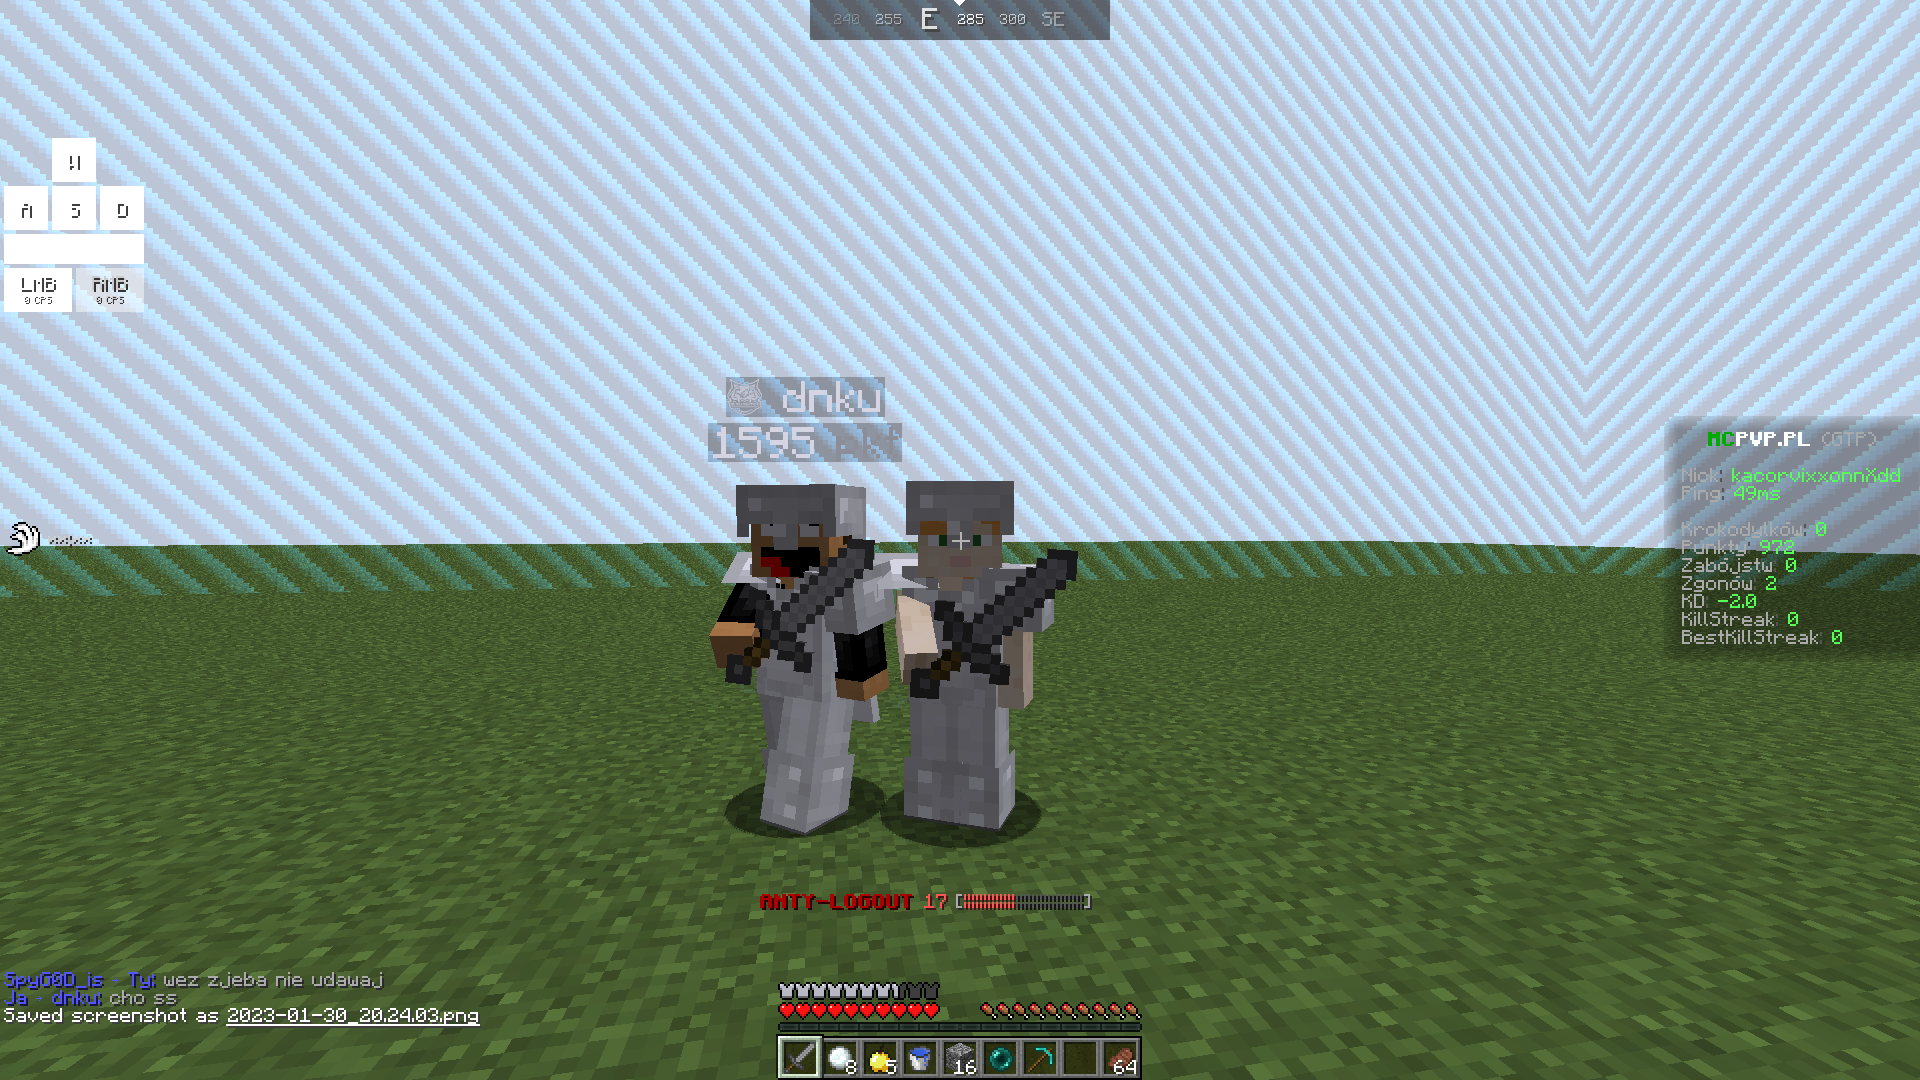 240 255 E 285 300 SE
W
A S D
LMB RMB
0 CPS 0 CPS
dnku
1595 pkt
MCPVP.PL (GTP)
Nick: kacorvixxonnXdd
Ping: 49ms
Krokodylków: 0
Punkty: 972
Zabójstw: 0
Zgonów: 2
KD: -2.0
KillStreak: 0
BestKillStreak: 0
ANTY-LOGOUT 17 []
SpyG0D_is - Ty: wez zjeba nie udawaj
Ja - dnku: cho ss
Saved screenshot as 2023-01-30_20.24.03.png
8 5 16 64